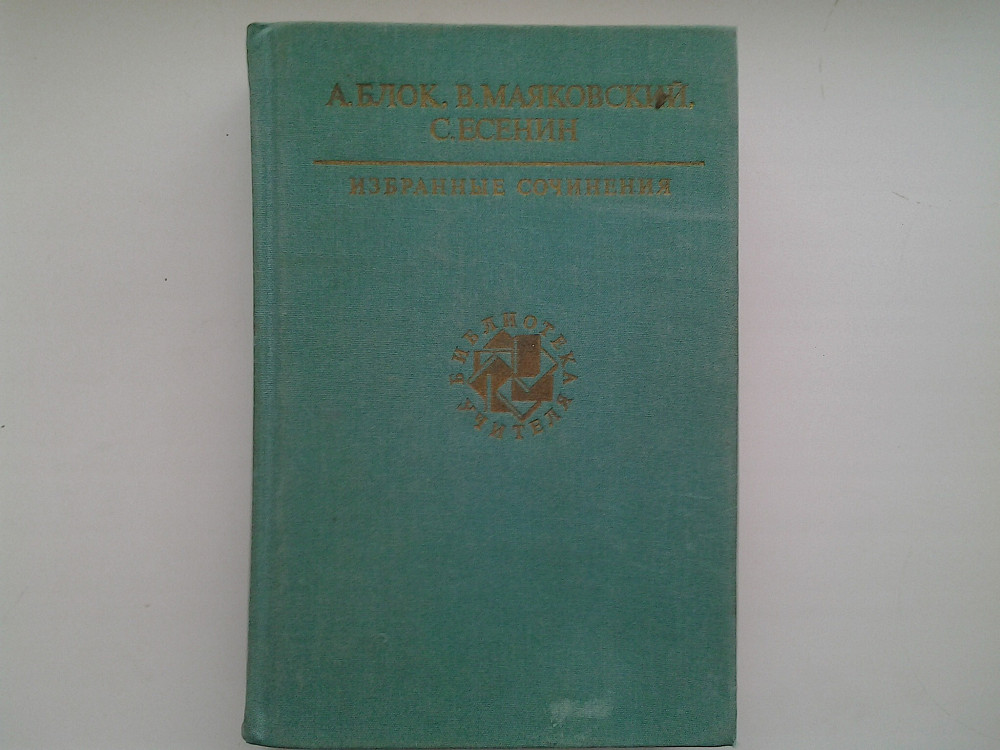 А. БЛОК, В. МАЯКОВСКИЙ,
С. ЕСЕНИН
ИЗБРАННЫЕ СОЧИНЕНИЯ
БИБЛИОТЕКА
УЧИТЕЛЯ